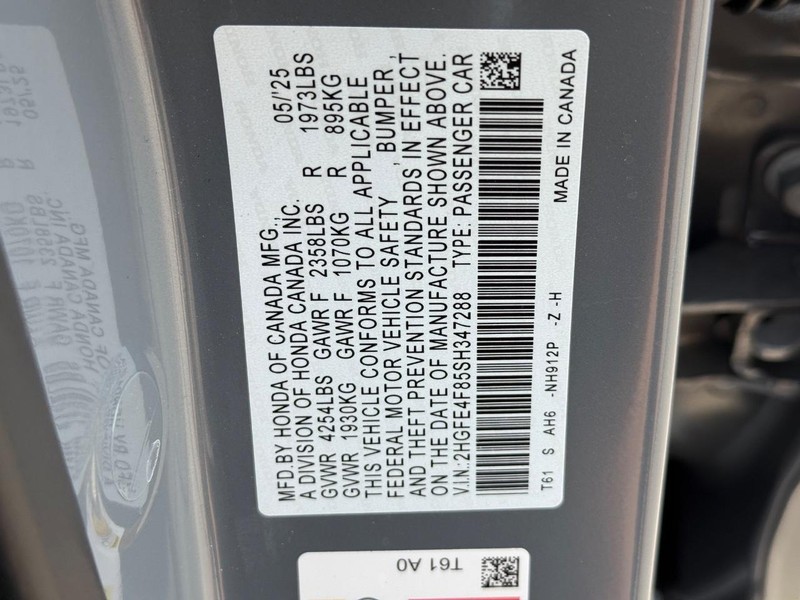 MFD.BY HONDA OF CANADA MFG.,
A DIVISION OF HONDA CANADA INC. 05/'25
GVWR 4254LBS GAWR F 2358LBS R 1973LBS
GVWR 1930KG GAWR F 1070KG R 895KG
THIS VEHICLE CONFORMS TO ALL APPLICABLE
FEDERAL MOTOR VEHICLE SAFETY , BUMPER ,
AND THEFT PREVENTION STANDARDS IN EFFECT
ON THE DATE OF MANUFACTURE SHOWN ABOVE.
V.I.N.:2HGFE4F85SH347288 TYPE: PASSENGER CAR
T61 S AH6 -NH912P -Z -H MADE IN CANADA
T61 A0